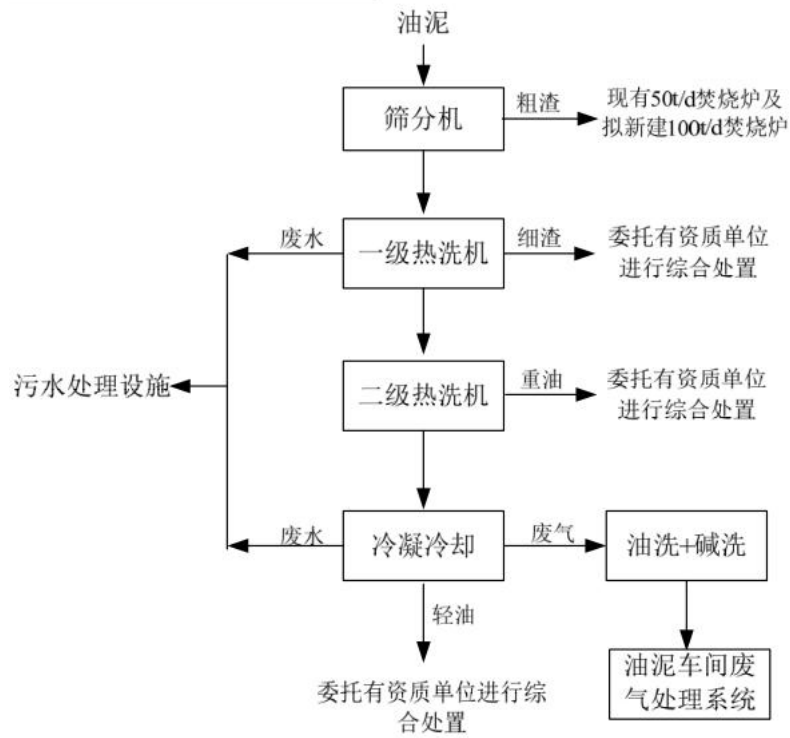 油泥
筛分机
粗渣
现有50t/d焚烧炉及
拟新建100t/d焚烧炉
废水
一级热洗机
细渣
委托有资质单位
进行综合处置
污水处理设施
二级热洗机
重油
委托有资质单位
进行综合处置
废水
冷凝冷却
废气
油洗+碱洗
轻油
委托有资质单位进行综
合处置
油泥车间废
气处理系统